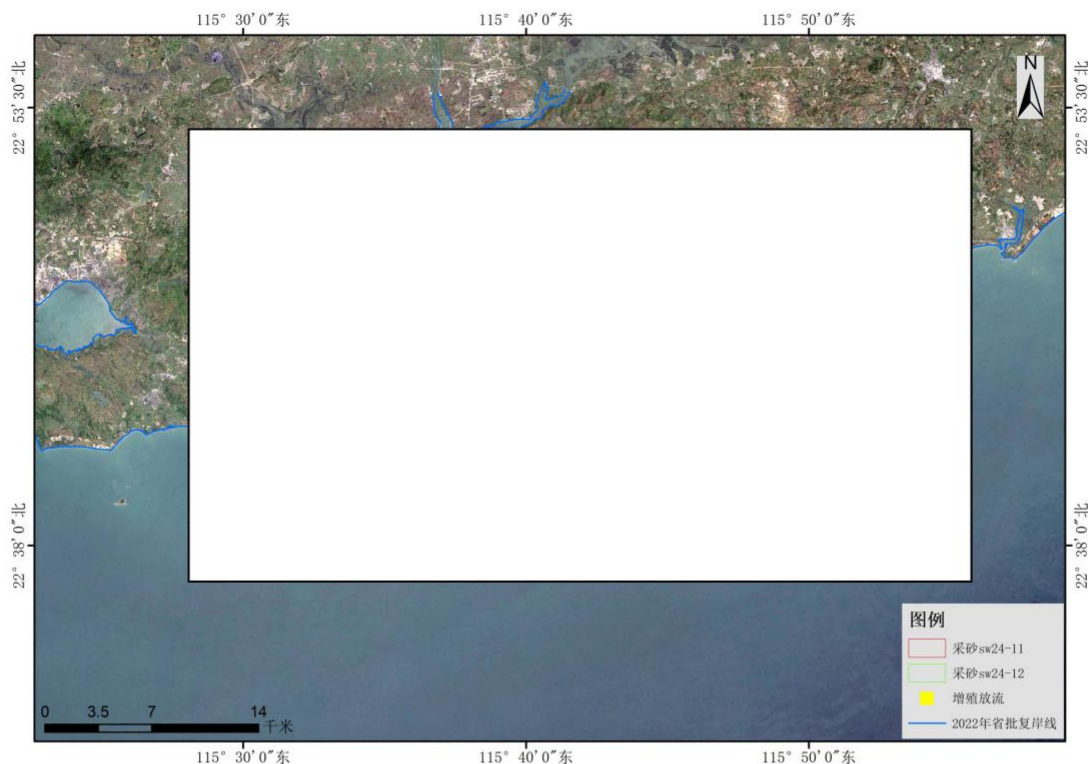 115° 30′0″东 115° 40′0″东 115° 50′0″东
22° 53′30″北
22° 53′30″北
N
22° 38′0″北
22° 38′0″北
图例
采砂sw24-11
采砂sw24-12
增殖放流
2022年省批复岸线
0 3.5 7 14
千米
115° 30′0″东 115° 40′0″东 115° 50′0″东